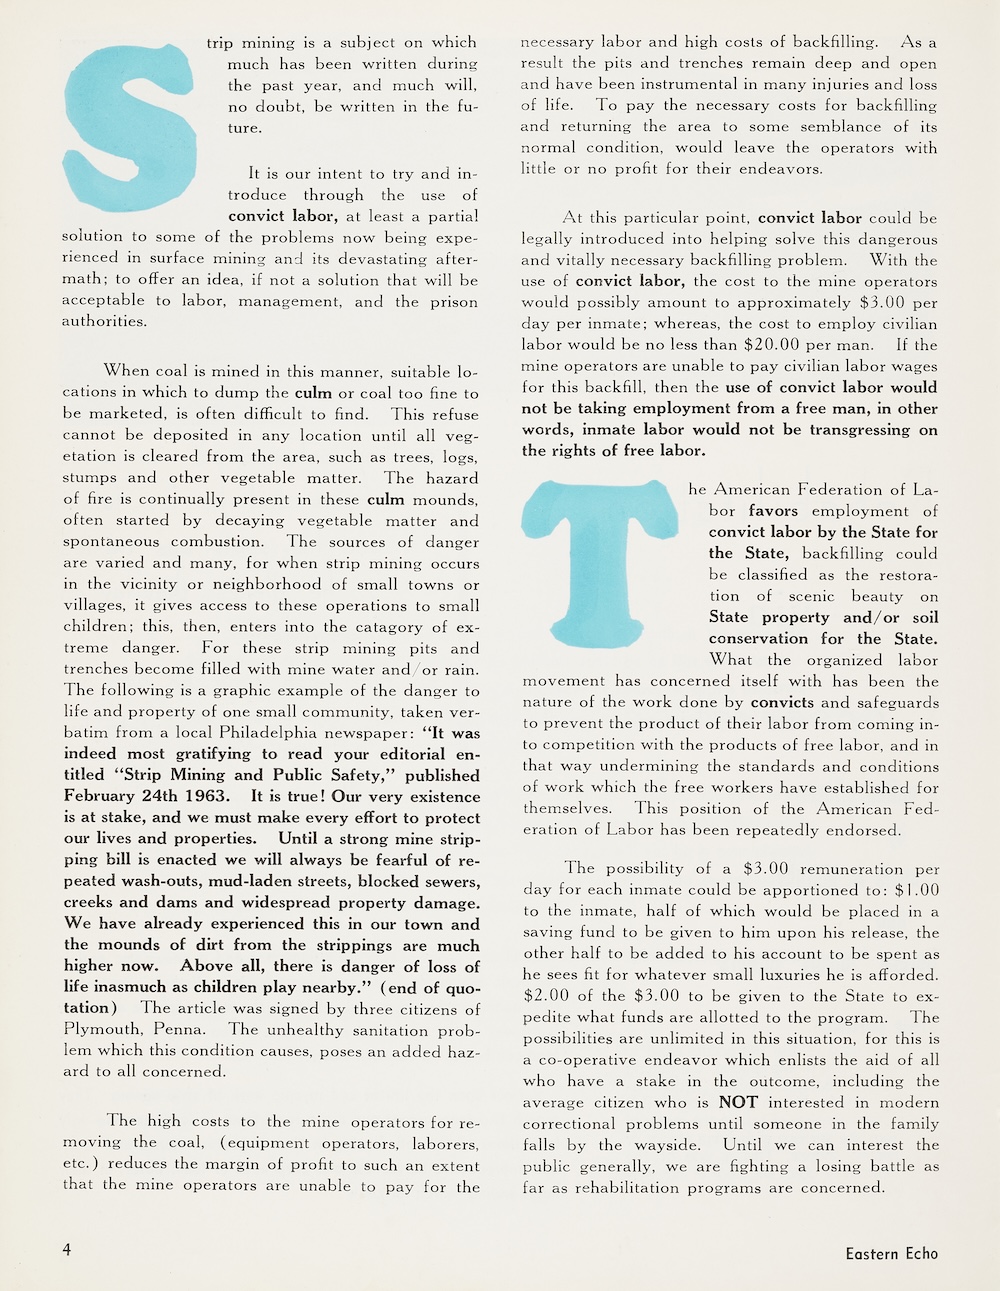 Strip mining is a subject on which
much has been written during
the past year, and much will,
no doubt, be written in the fu-
ture.
It is our intent to try and in-
troduce through the use of
convict labor, at least a partial
solution to some of the problems now being expe-
rienced in surface mining and its devastating after-
math; to offer an idea, if not a solution that will be
acceptable to labor, management, and the prison
authorities.
When coal is mined in this manner, suitable lo-
cations in which to dump the culm or coal too fine to
be marketed, is often difficult to find. This refuse
cannot be deposited in any location until all veg-
etation is cleared from the area, such as trees, logs,
stumps and other vegetable matter. The hazard
of fire is continually present in these culm mounds,
often started by decaying vegetable matter and
spontaneous combustion. The sources of danger
are varied and many, for when strip mining occurs
in the vicinity or neighborhood of small towns or
villages, it gives access to these operations to small
children; this, then, enters into the catagory of ex-
treme danger. For these strip mining pits and
trenches become filled with mine water and/or rain.
The following is a graphic example of the danger to
life and property of one small community, taken ver-
batim from a local Philadelphia newspaper: "It was
indeed most gratifying to read your editorial en-
titled "Strip Mining and Public Safety," published
February 24th 1963. It is true! Our very existence
is at stake, and we must make every effort to protect
our lives and properties. Until a strong mine strip-
ping bill is enacted we will always be fearful of re-
peated wash-outs, mud-laden streets, blocked sewers,
creeks and dams and widespread property damage.
We have already experienced this in our town and
the mounds of dirt from the strippings are much
higher now. Above all, there is danger of loss of
life inasmuch as children play nearby." (end of quo-
tation) The article was signed by three citizens of
Plymouth, Penna. The unhealthy sanitation prob-
lem which this condition causes, poses an added haz-
ard to all concerned.
The high costs to the mine operators for re-
moving the coal, (equipment operators, laborers,
etc.) reduces the margin of profit to such an extent
that the mine operators are unable to pay for the
necessary labor and high costs of backfilling. As a
result the pits and trenches remain deep and open
and have been instrumental in many injuries and loss
of life. To pay the necessary costs for backfilling
and returning the area to some semblance of its
normal condition, would leave the operators with
little or no profit for their endeavors.
At this particular point, convict labor could be
legally introduced into helping solve this dangerous
and vitally necessary backfilling problem. With the
use of convict labor, the cost to the mine operators
would possibly amount to approximately $3.00 per
day per inmate; whereas, the cost to employ civilian
labor would be no less than $20.00 per man. If the
mine operators are unable to pay civilian labor wages
for this backfill, then the use of convict labor would
not be taking employment from a free man, in other
words, inmate labor would not be transgressing on
the rights of free labor.
The American Federation of La-
bor favors employment of
convict labor by the State for
the State, backfilling could
be classified as the restora-
tion of scenic beauty on
State property and/or soil
conservation for the State.
What the organized labor
movement has concerned itself with has been the
nature of the work done by convicts and safeguards
to prevent the product of their labor from coming in-
to competition with the products of free labor, and in
that way undermining the standards and conditions
of work which the free workers have established for
themselves. This position of the American Fed-
eration of Labor has been repeatedly endorsed.
The possibility of a $3.00 remuneration per
day for each inmate could be apportioned to: $1.00
to the inmate, half of which would be placed in a
saving fund to be given to him upon his release, the
other half to be added to his account to be spent as
he sees fit for whatever small luxuries he is afforded.
$2.00 of the $3.00 to be given to the State to ex-
pedite what funds are allotted to the program. The
possibilities are unlimited in this situation, for this is
a co-operative endeavor which enlists the aid of all
who have a stake in the outcome, including the
average citizen who is NOT interested in modern
correctional problems until someone in the family
falls by the wayside. Until we can interest the
public generally, we are fighting a losing battle as
far as rehabilitation programs are concerned.
4
Eastern Echo